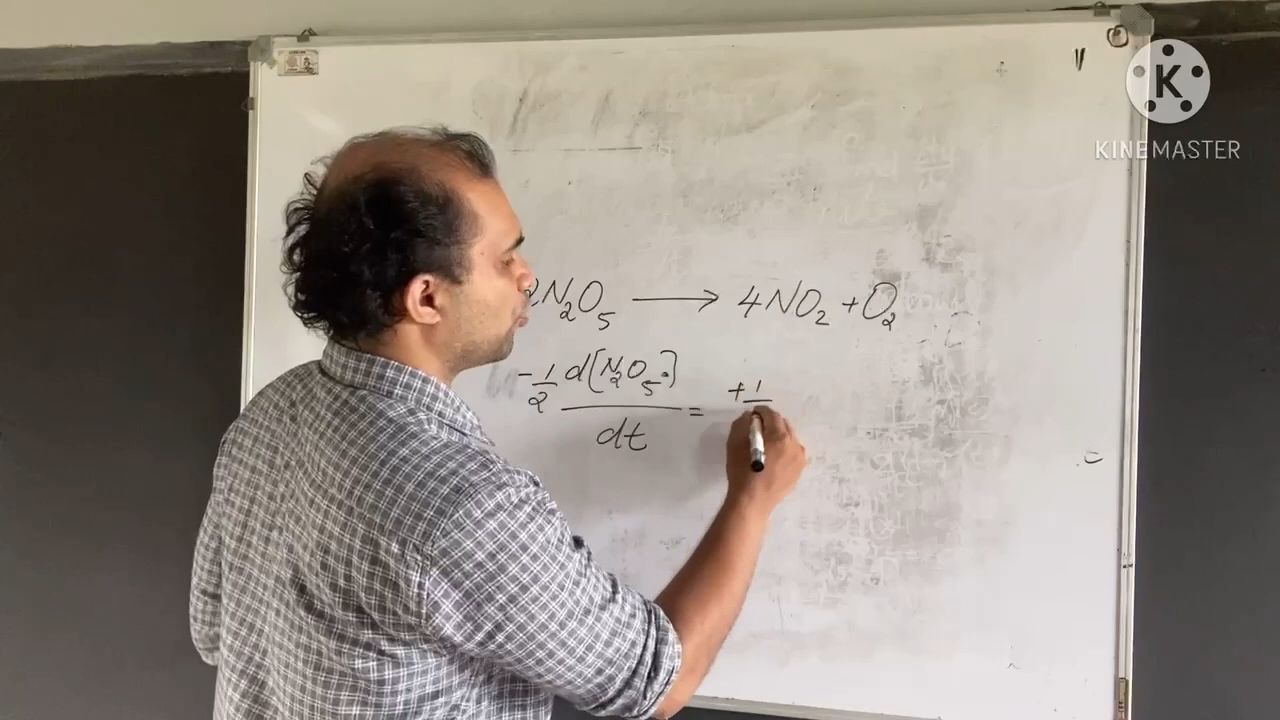 K
KINEMASTER
2N₂O₅ ⟶ 4NO₂ + O₂
-1/2 d[N₂O₅]/dt = +1/